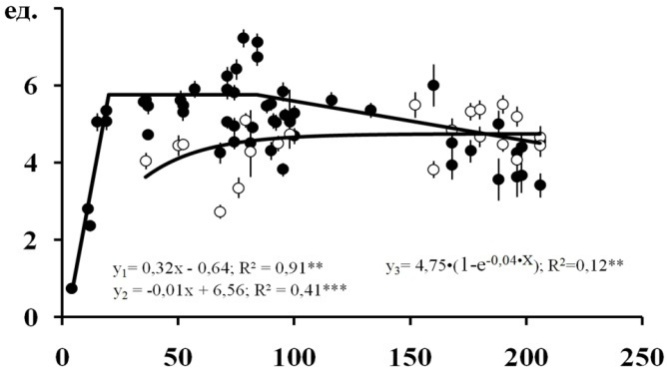 ед.
6
4
2
0
y₁= 0,32x - 0,64; R² = 0,91**
y₃= 4,75•(1-e⁻⁰,⁰⁴•ˣ); R²=0,12**
y₂ = -0,01x + 6,56; R² = 0,41***
0 50 100 150 200 250